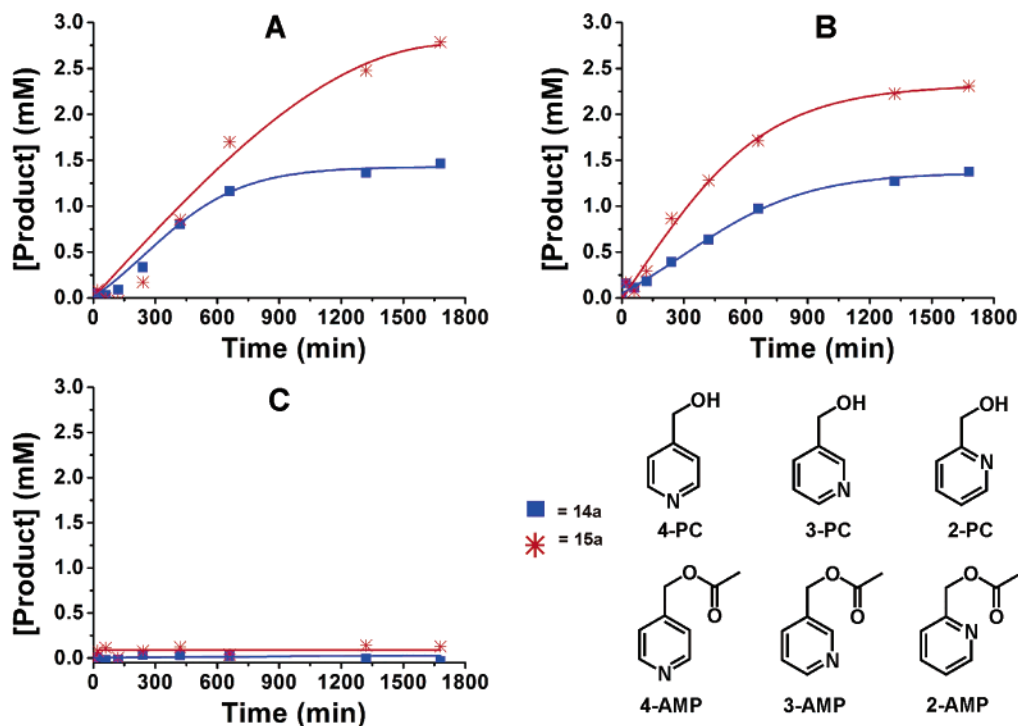 A
[Product] (mM)
3.0
2.5
2.0
1.5
1.0
0.5
0.0
0 300 600 900 1200 1500 1800
Time (min)
B
[Product] (mM)
3.0
2.5
2.0
1.5
1.0
0.5
0.0
0 300 600 900 1200 1500 1800
Time (min)
C
[Product] (mM)
3.0
2.5
2.0
1.5
1.0
0.5
0.0
0 300 600 900 1200 1500 1800
Time (min)
= 14a
= 15a
OH OH OH
N N N
4-PC 3-PC 2-PC
O O O
O O O
N N N
4-AMP 3-AMP 2-AMP